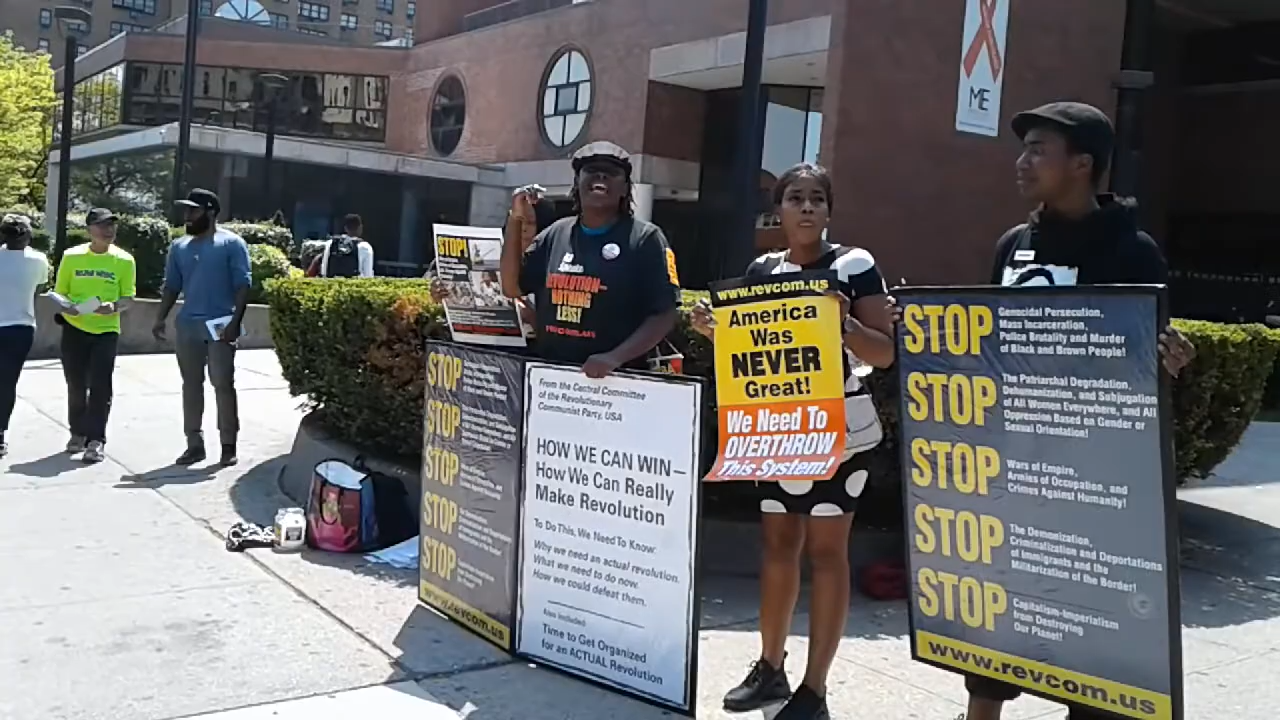 ME
STOP!
REVOLUTION—
NOTHING
LESS!
REVCOM.US
www.revcom.us
America
Was
NEVER
Great!
We Need To
OVERTHROW
This System!
STOP
STOP
STOP
STOP
STOP
www.revcom.us
From the Central Committee
of the Revolutionary
Communist Party, USA
HOW WE CAN WIN—
How We Can Really
Make Revolution
To Do This, We Need To Know:
Why we need an actual revolution.
What we need to do now.
How we could defeat them.
Also Included:
Time to Get Organized
for an ACTUAL Revolution
STOP
Genocidal Persecution,
Mass Incarceration,
Police Brutality and Murder
of Black and Brown People!
STOP
The Patriarchal Degradation,
Dehumanization, and Subjugation
of All Women Everywhere, and All
Oppression Based on Gender or
Sexual Orientation!
STOP
Wars of Empire,
Armies of Occupation, and
Crimes Against Humanity!
STOP
The Demonization,
Criminalization and Deportations
of Immigrants and the
Militarization of the Border!
STOP
Capitalism-Imperialism
from Destroying
Our Planet!
www.revcom.us